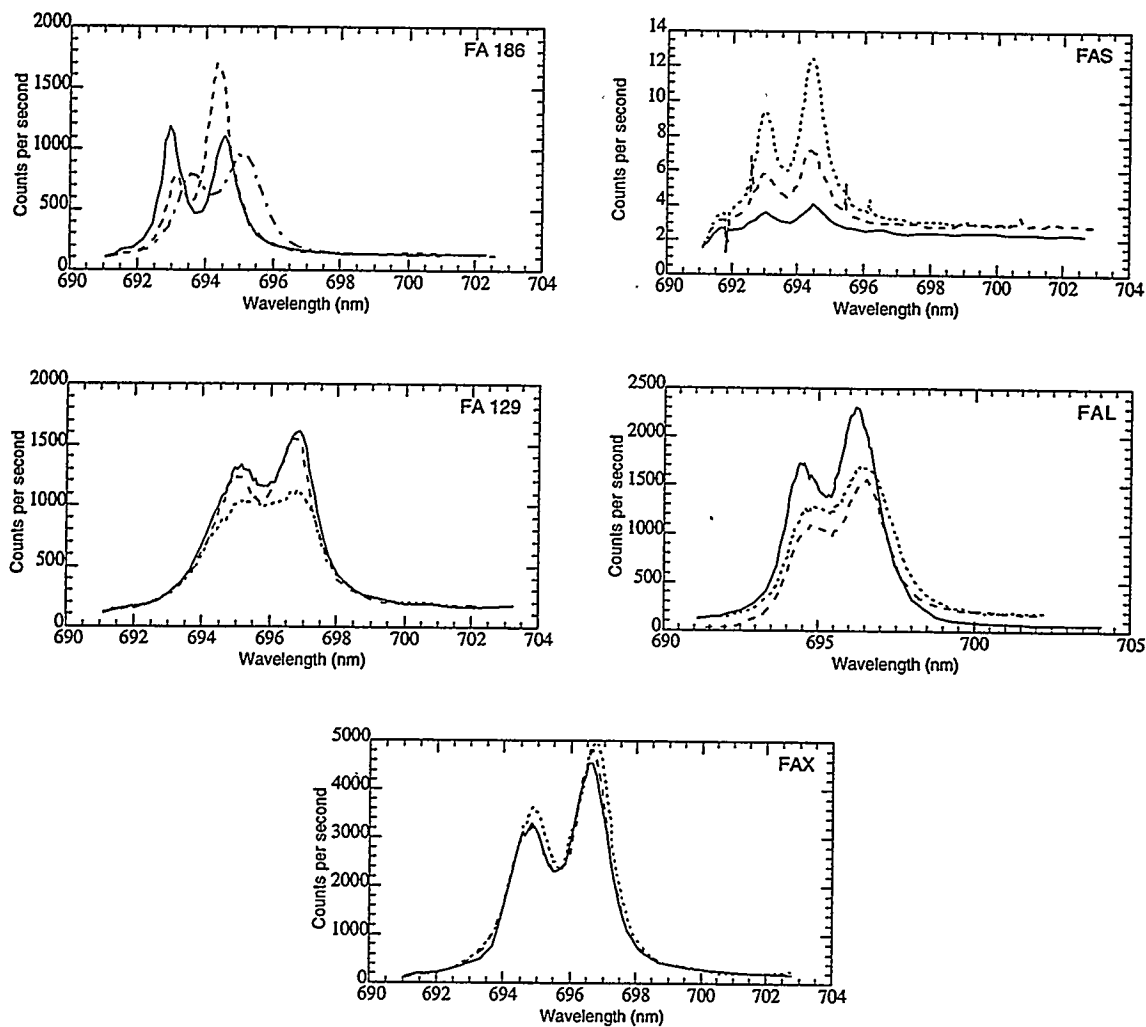 2000
1500
1000
500
0
690 692 694 696 698 700 702 704
Counts per second
Wavelength (nm)
FA 186
14
12
10
8
6
4
2
0
690 692 694 696 698 700 702 704
Counts per second
Wavelength (nm)
FAS
2000
1500
1000
500
0
690 692 694 696 698 700 702 704
Counts per second
Wavelength (nm)
FA 129
2500
2000
1500
1000
500
0
690 695 700 705
Counts per second
Wavelength (nm)
FAL
5000
4000
3000
2000
1000
0
690 692 694 696 698 700 702 704
Counts per second
Wavelength (nm)
FAX